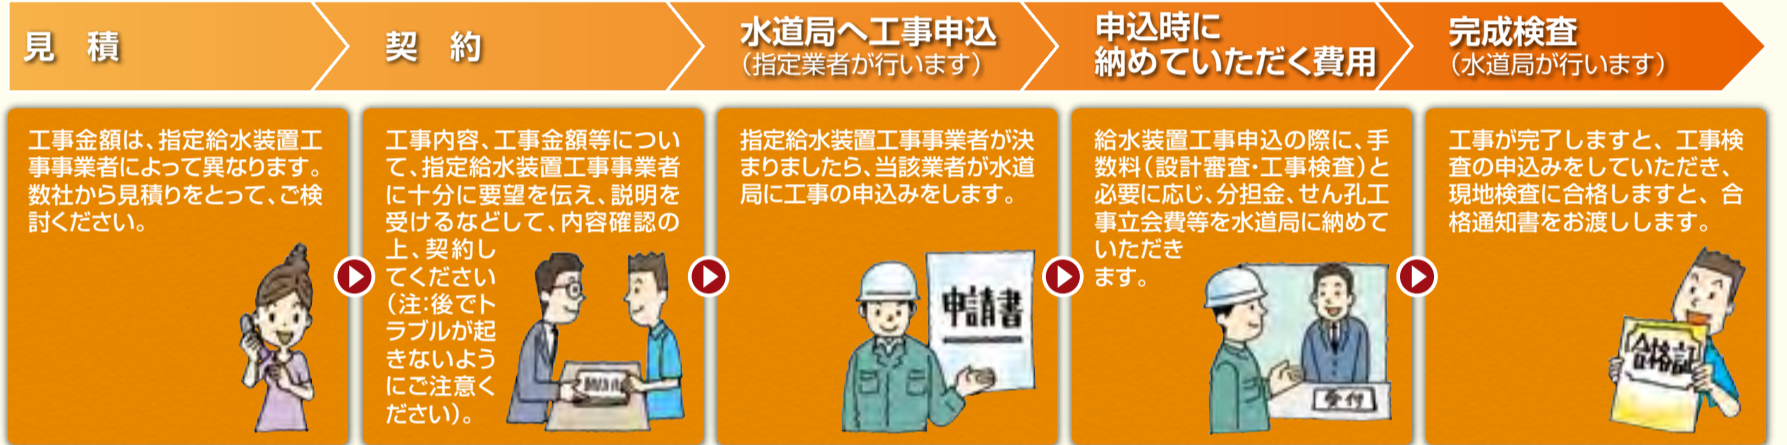 見 積
工事金額は、指定給水装置工
事事業者によって異なります。
数社から見積りをとって、ご検
討ください。
契 約
工事内容、工事金額等につい
て、指定給水装置工事事業者
に十分に要望を伝え、説明を
受けるなどして、内容確認の
上、契約し
てください
(注:後でト
ラブルが起
きないよう
にご注意く
ださい)。
水道局へ工事申込
(指定業者が行います)
指定給水装置工事事業者が決
まりましたら、当該業者が水道
局に工事の申込みをします。
申請書
申込時に
納めていただく費用
給水装置工事申込の際に、手
数料(設計審査・工事検査)と
必要に応じ、分担金、せん孔工
事立会費等を水道局に納めて
いただき
ます。
受付
完成検査
(水道局が行います)
工事が完了しますと、工事検
査の申込みをしていただき、
現地検査に合格しますと、合
格通知書をお渡しします。
合格証